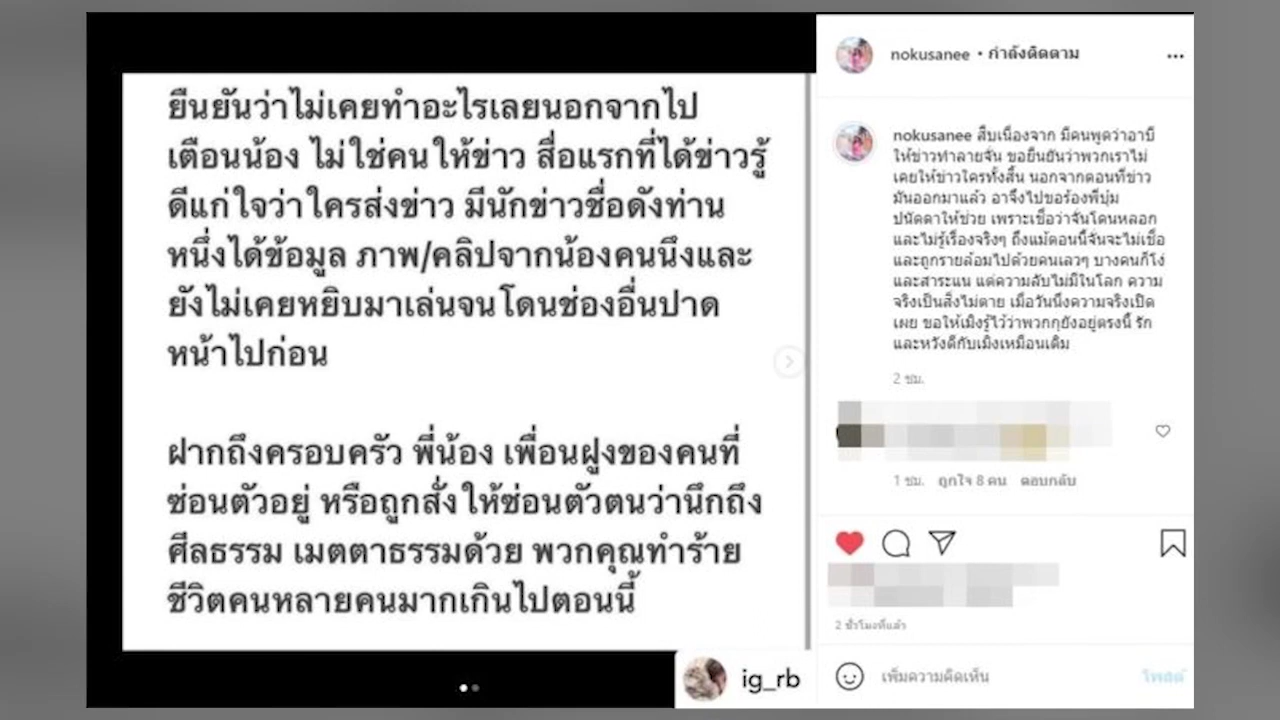 ยืนยันว่าไม่เคยทำอะไรเลยนอกจากไป
เตือนน้อง ไม่ใช่คนให้ข่าว สื่อแรกที่ได้ข่าวรู้
ดีแก่ใจว่าใครส่งข่าว มีนักข่าวชื่อดังท่าน
หนึ่งได้ข้อมูล ภาพ/คลิปจากน้องคนนึงและ
ยังไม่เคยหยิบมาเล่นจนโดนช่องอื่นปาด
หน้าไปก่อน
ฝากถึงครอบครัว พี่น้อง เพื่อนฝูงของคนที่
ซ่อนตัวอยู่ หรือถูกสั่งให้ซ่อนตัวตนว่านึกถึง
ศีลธรรม เมตตาธรรมด้วย พวกคุณทำร้าย
ชีวิตคนหลายคนมากเกินไปตอนนี้
ig_rb
nokusanee • กำลังติดตาม
nokusanee สืบเนื่องจาก มีคนพูดว่าอาบี
ให้ข่าวทำลายจั่น ขอยืนยันว่าพวกเราไม่
เคยให้ข่าวใครทั้งสิ้น นอกจากตอนที่ข่าว
มันออกมาแล้ว อาจึงไปขอร้องพี่บุ๋ม
ปนัดดาให้ช่วย เพราะเชื่อว่าจั่นโดนหลอก
และไม่รู้เรื่องจริงๆ ถึงแม้ตอนนี้จั่นจะไม่เชื่อ
และถูกรายล้อมไปด้วยคนเลวๆ บางคนก็โง่
และสาระแน แต่ความลับไม่มีในโลก ความ
จริงเป็นสิ่งไม่ตาย เมื่อวันนึงความจริงเปิด
เผย ขอให้เมิงรู้ไว้ว่าพวกกุยังอยู่ตรงนี้ รัก
และหวังดีกับเมิงเหมือนเดิม
2 ชม.
1 ชม. ถูกใจ 8 คน ตอบกลับ
2 ชั่วโมงที่แล้ว
เพิ่มความคิดเห็น
โพสต์